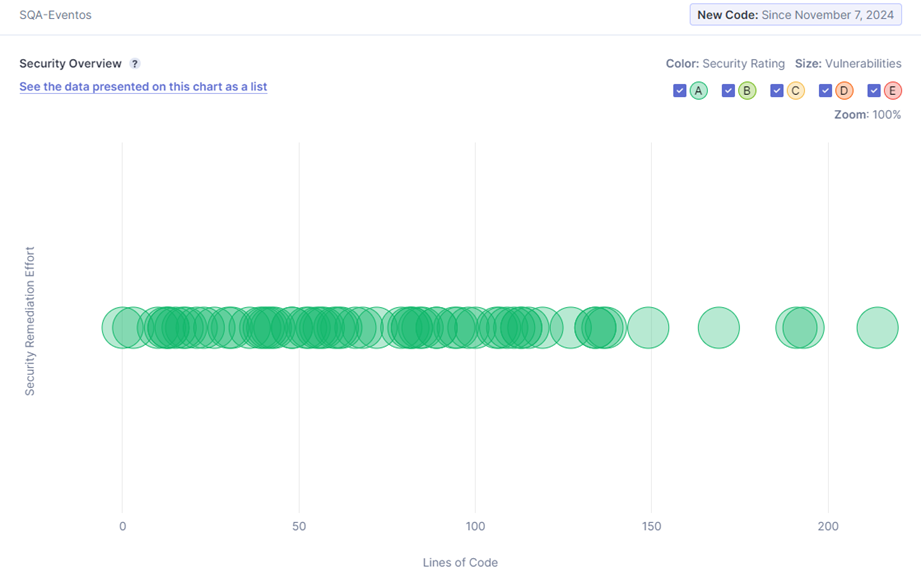 SQA-Eventos
New Code: Since November 7, 2024
Security Overview ?
Color: Security Rating Size: Vulnerabilities
See the data presented on this chart as a list
A B C D E
Zoom: 100%
Security Remediation Effort
0 50 100 150 200
Lines of Code